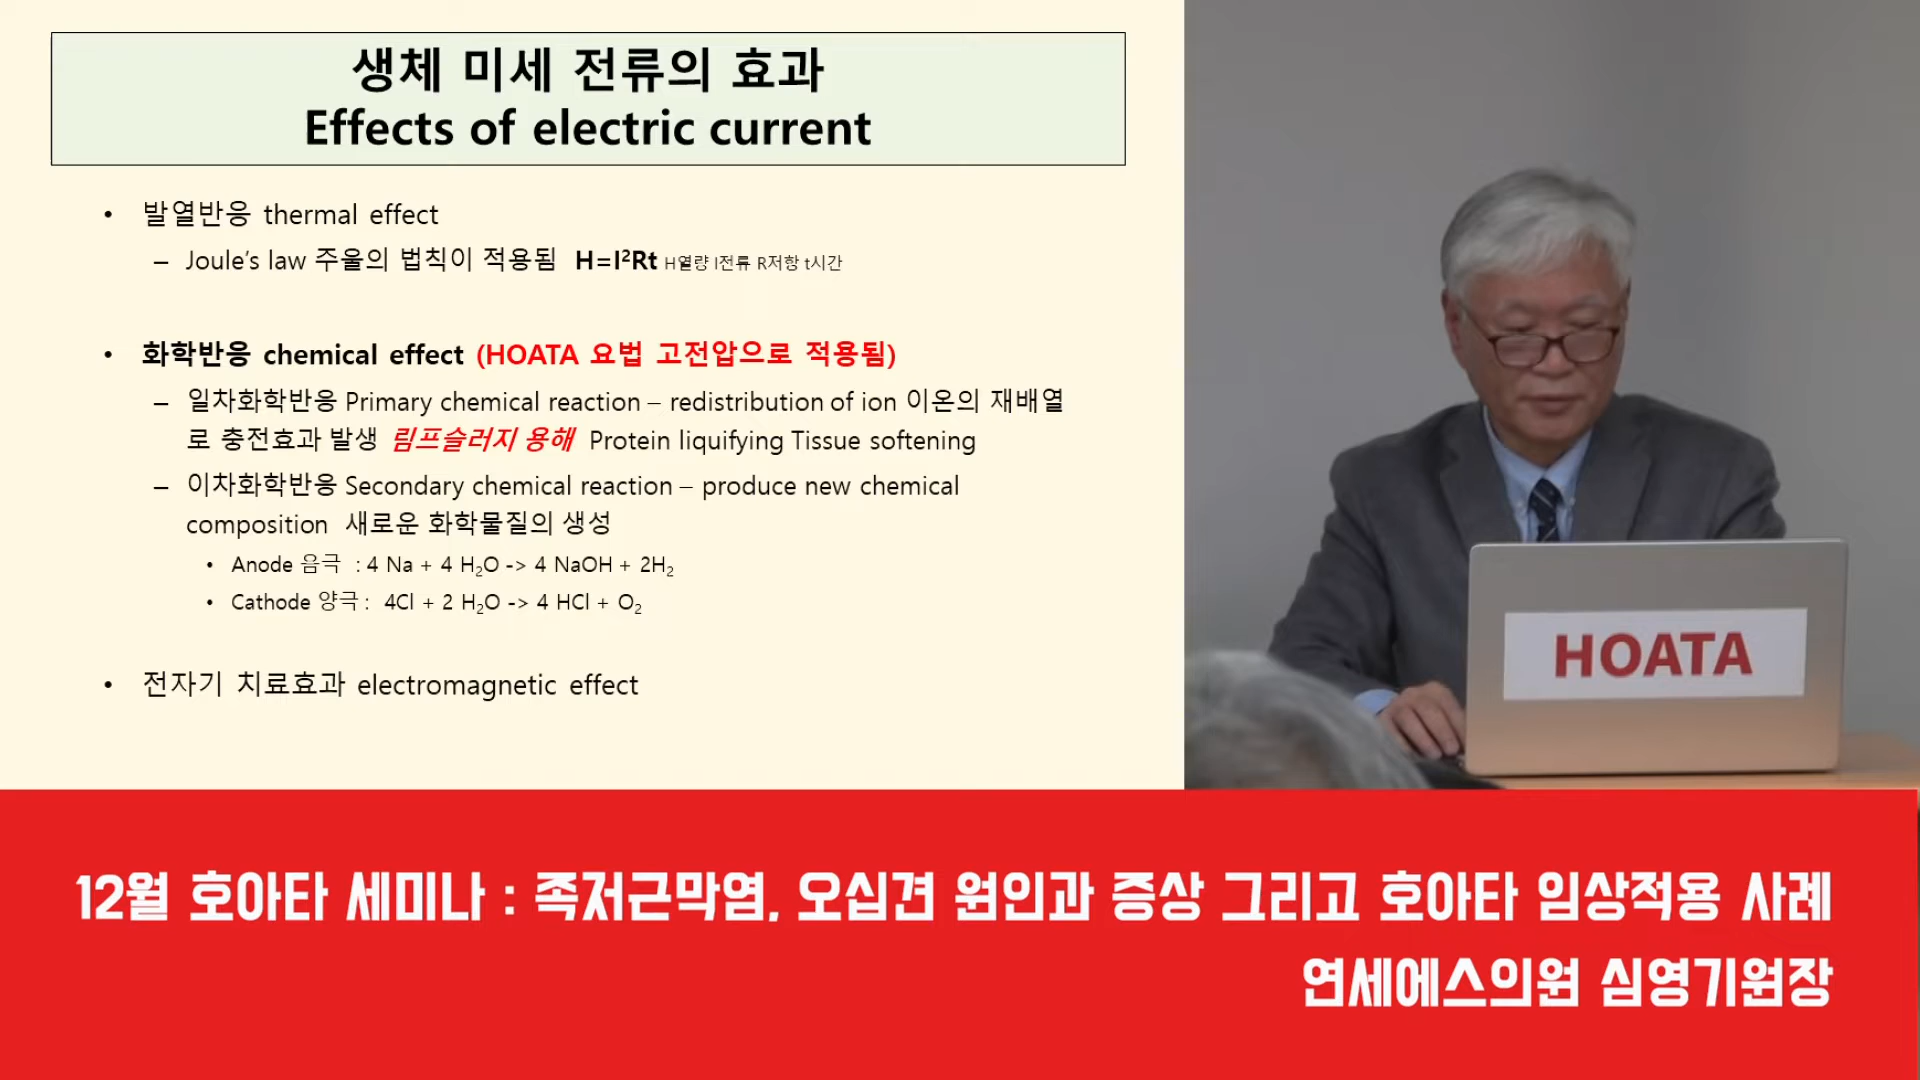 생체 미세 전류의 효과
Effects of electric current
• 발열반응 thermal effect
– Joule's law 주울의 법칙이 적용됨 H=I²Rt H열량 I전류 R저항 t시간
• 화학반응 chemical effect (HOATA 요법 고전압으로 적용됨)
– 일차화학반응 Primary chemical reaction – redistribution of ion 이온의 재배열
로 충전효과 발생 림프슬러지 용해 Protein liquifying Tissue softening
– 이차화학반응 Secondary chemical reaction – produce new chemical
composition 새로운 화학물질의 생성
• Anode 음극 : 4 Na + 4 H₂O -> 4 NaOH + 2H₂
• Cathode 양극 : 4Cl + 2 H₂O -> 4 HCl + O₂
• 전자기 치료효과 electromagnetic effect
HOATA
12월 호아타 세미나 : 족저근막염, 오십견 원인과 증상 그리고 호아타 임상적용 사례
연세에스의원 심영기원장